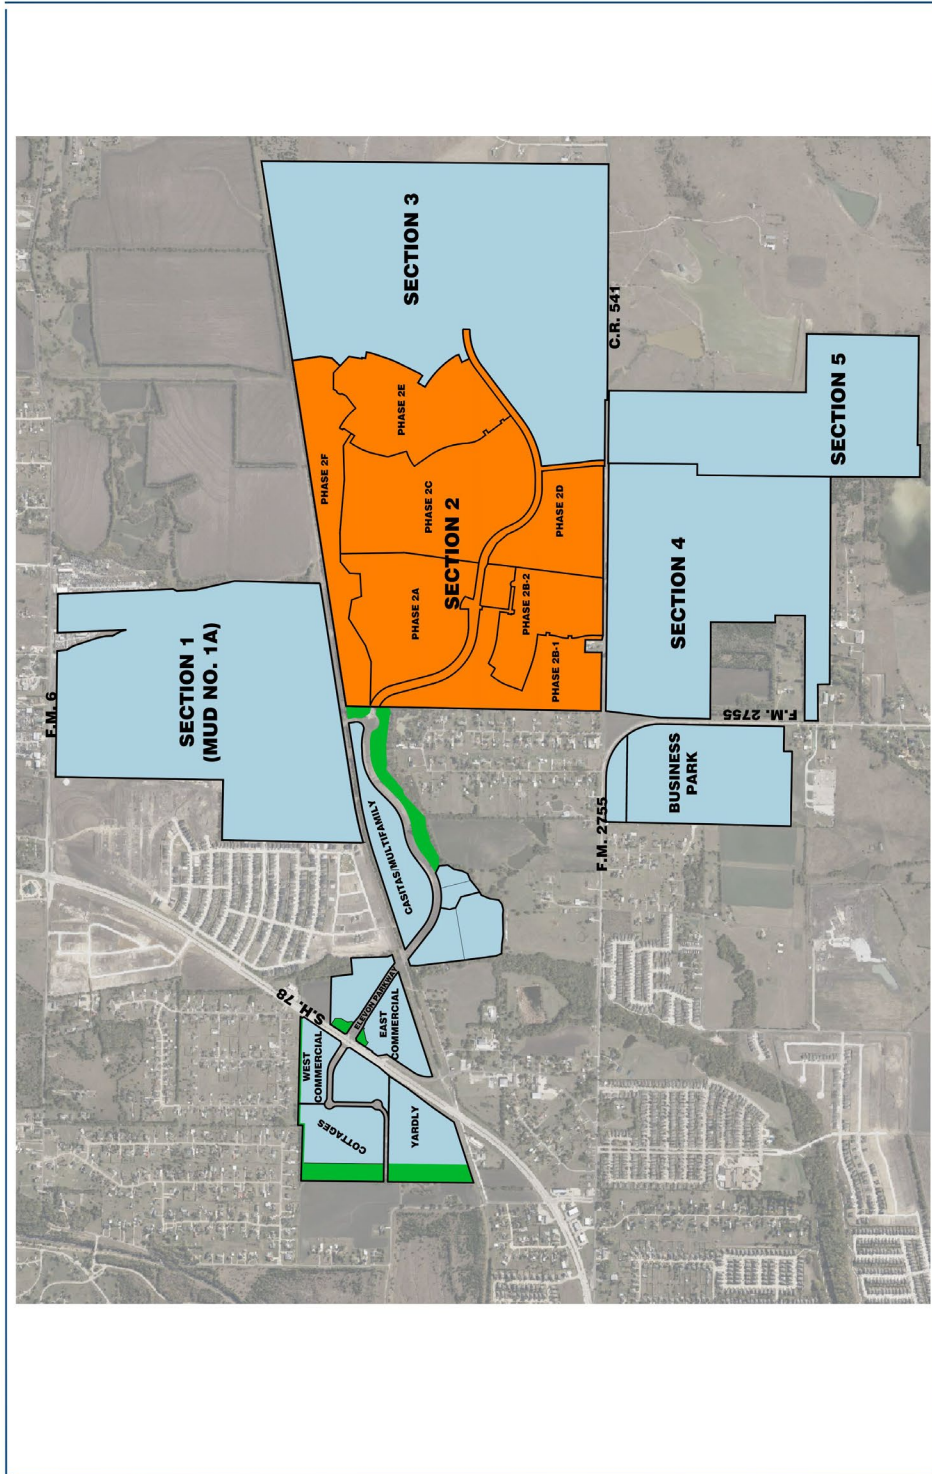 F.M. 6
SECTION 1
(MUD NO. 1A)
SECTION 3
PHASE 2F
PHASE 2E
PHASE 2C
SECTION 2
PHASE 2A
PHASE 2D
PHASE 2B-2
PHASE 2B-1
C.R. 541
SECTION 5
SECTION 4
F.M. 2755
BUSINESS
PARK
F.M. 2755
CASITAS/MULTIFAMILY
S.H. 78
ELEVON PARKWAY
EAST
COMMERCIAL
WEST
COMMERCIAL
COTTAGES
YARDLY